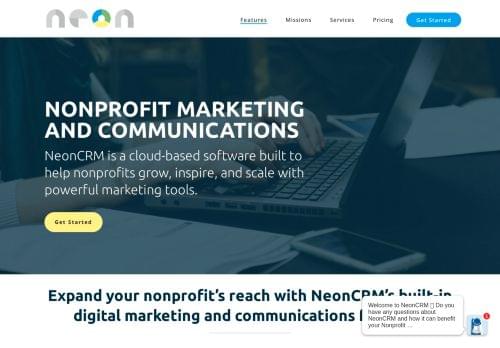 neon
Features Missions Services Pricing Get Started
NONPROFIT MARKETING
AND COMMUNICATIONS
NeonCRM is a cloud-based software built to
help nonprofits grow, inspire, and scale with
powerful marketing tools.
Get Started
Expand your nonprofit's reach with NeonCRM's built-in
digital marketing and communications
Welcome to NeonCRM ▯ Do you
have any questions about
NeonCRM and how it can benefit
your Nonprofit ...
1